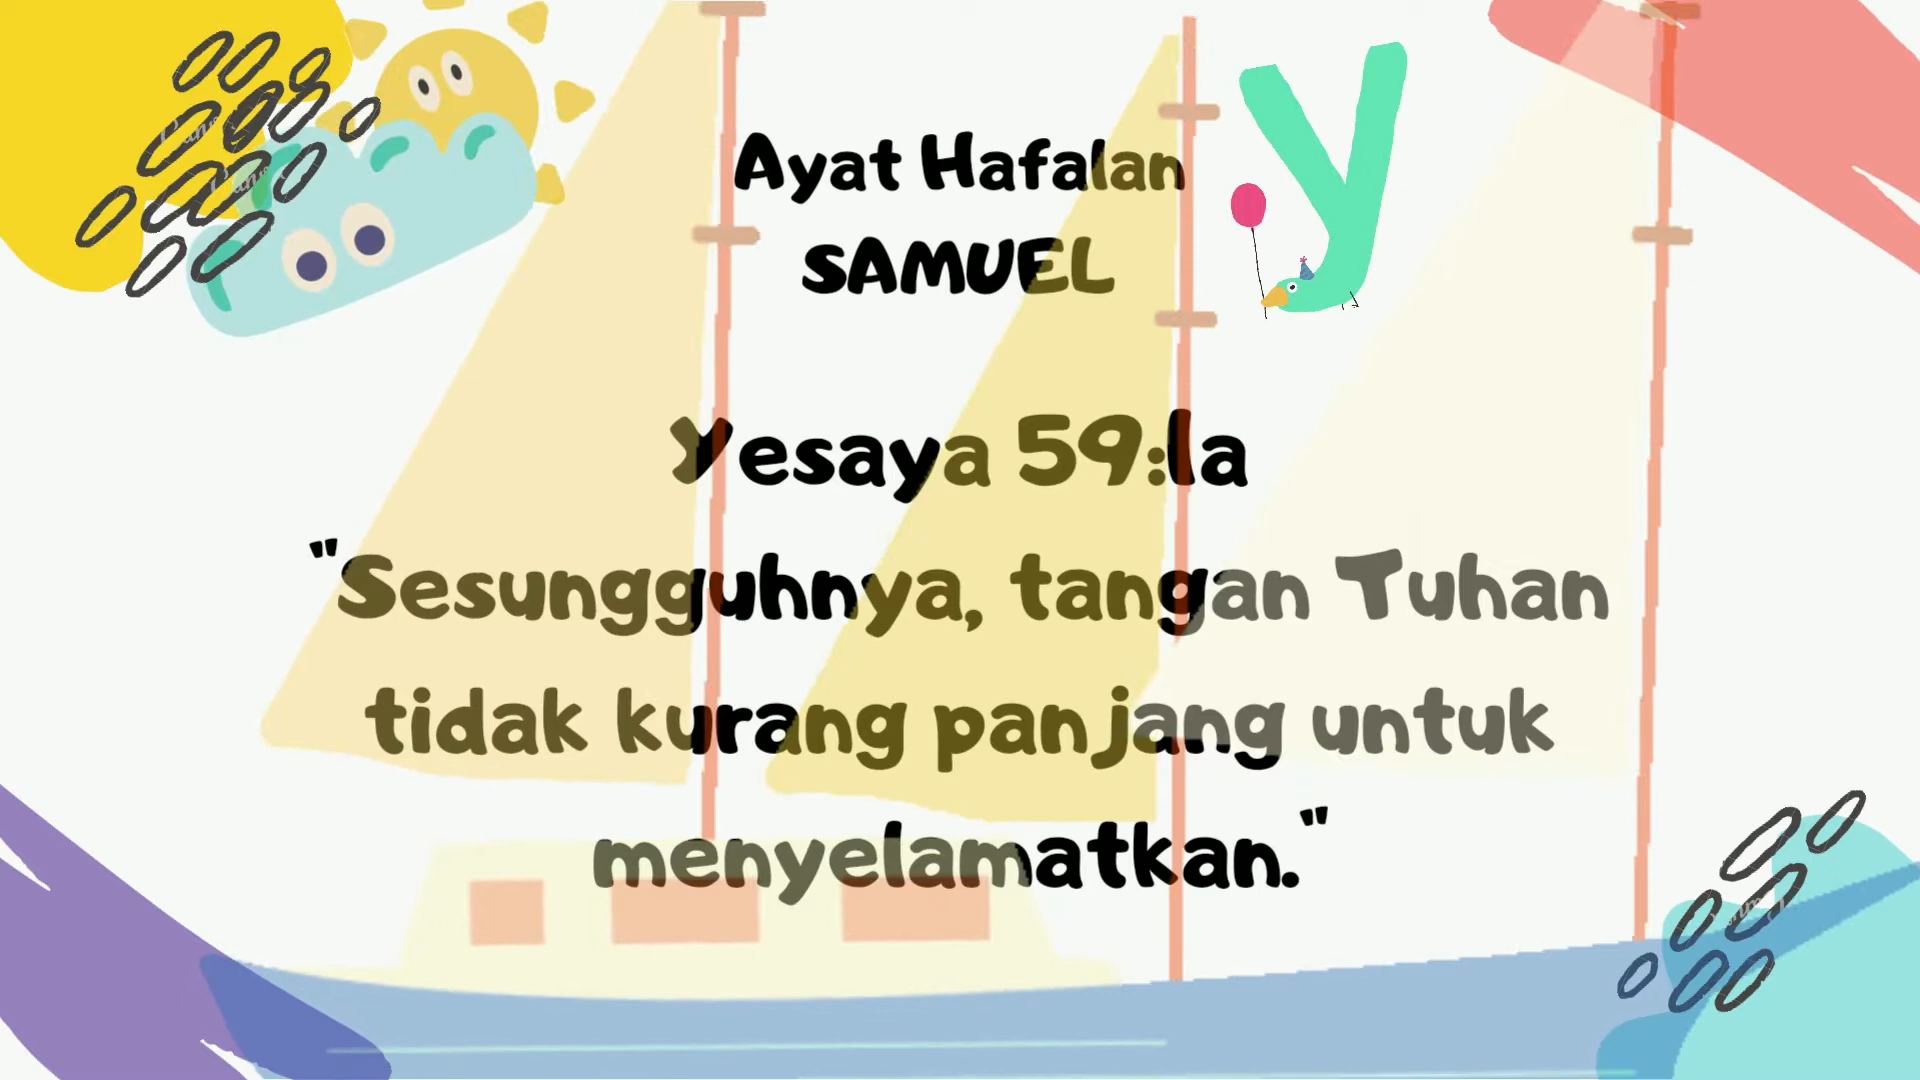 Ayat Hafalan
SAMUEL
Y
Yesaya 59:1a
"Sesungguhnya, tangan Tuhan
tidak kurang panjang untuk
menyelamatkan."